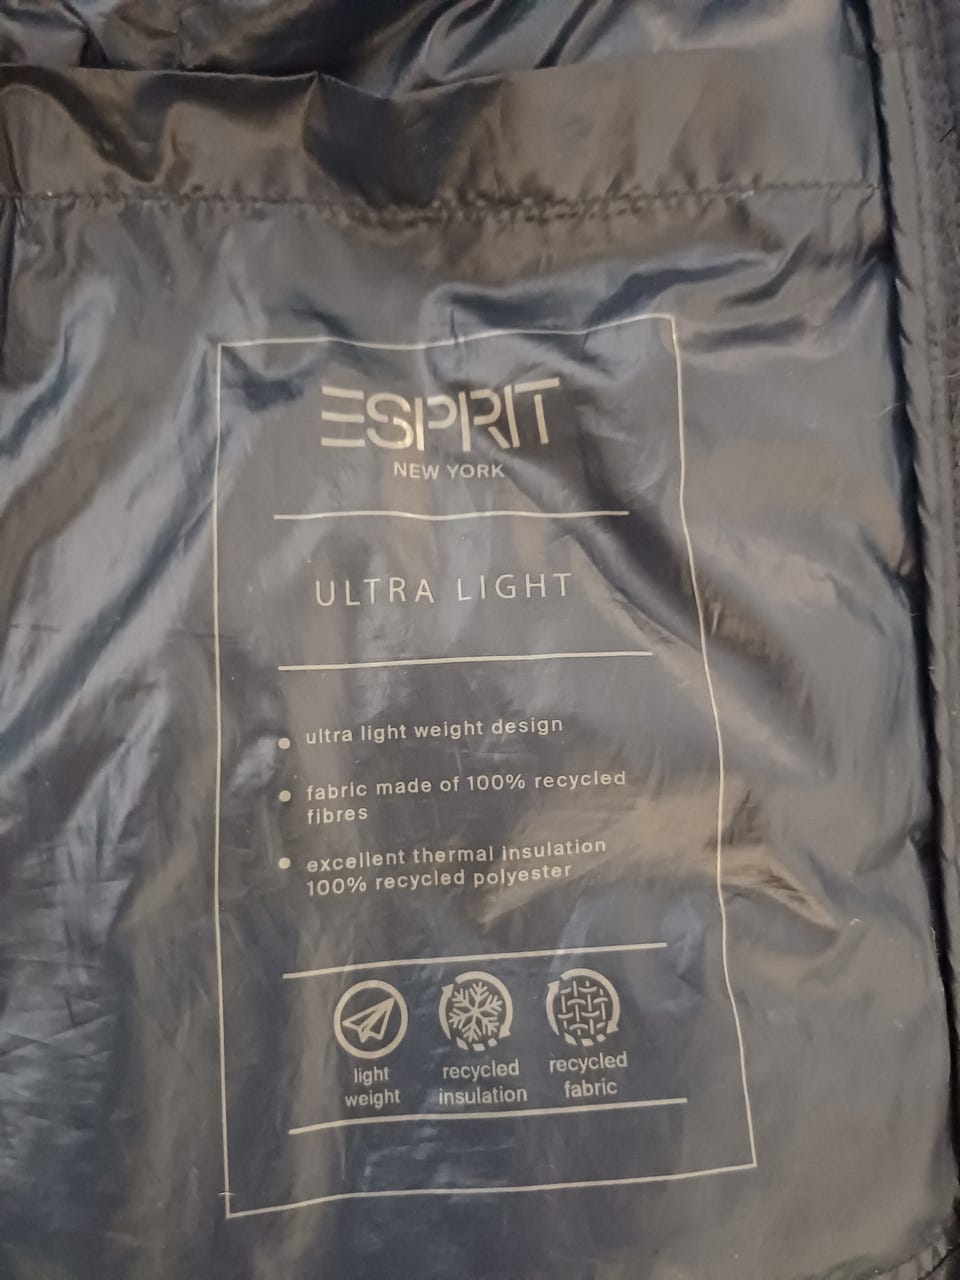 ESPRIT
NEW YORK
ULTRA LIGHT
ultra light weight design
fabric made of 100% recycled
fibres
excellent thermal insulation
100% recycled polyester
light
weight
recycled
insulation
recycled
fabric